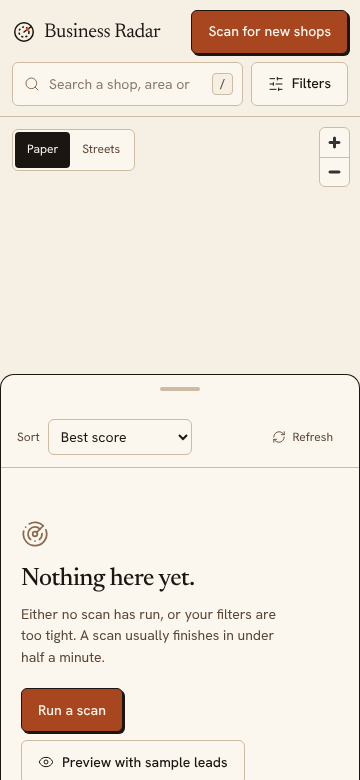 Business Radar
Scan for new shops
Search a shop, area or
/
Filters
Paper
Streets
Sort
Best score
Refresh
Nothing here yet.
Either no scan has run, or your filters are
too tight. A scan usually finishes in under
half a minute.
Run a scan
Preview with sample leads